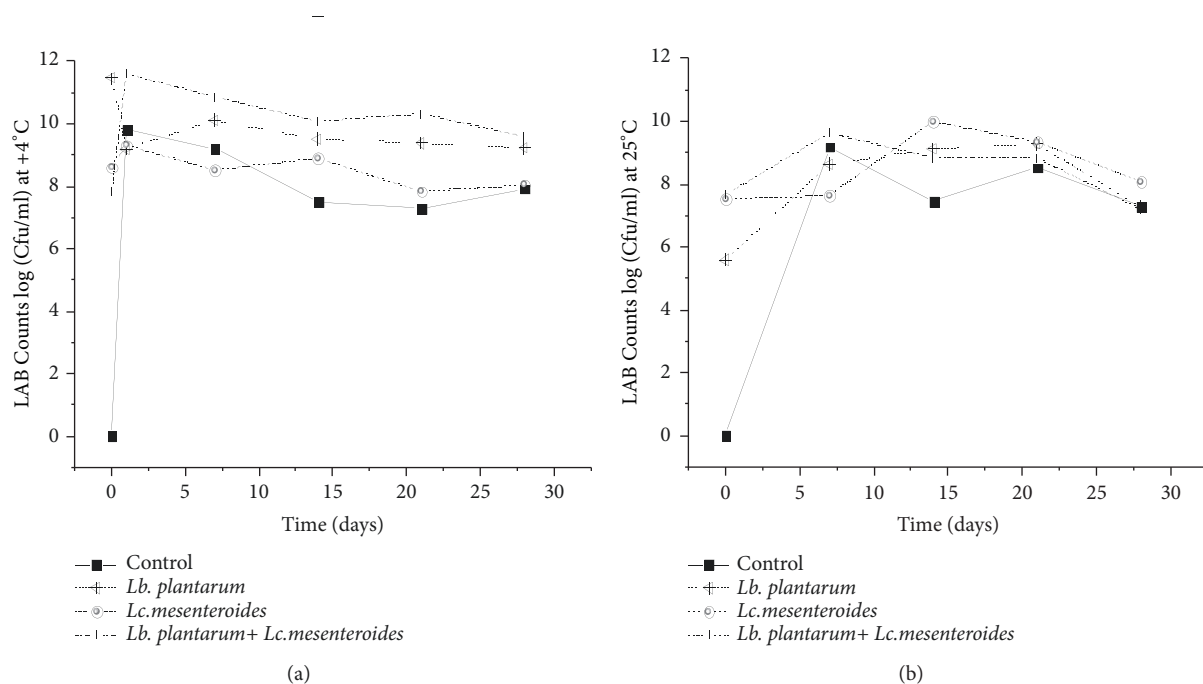 12
10
8
6
4
2
0
LAB Counts log (Cfu/ml) at +4°C
0 5 10 15 20 25 30
Time (days)
Control
Lb. plantarum
Lc.mesenteroides
Lb. plantarum+ Lc.mesenteroides
(a)
12
10
8
6
4
2
0
LAB Counts log (Cfu/ml) at 25°C
0 5 10 15 20 25 30
Time (days)
Control
Lb. plantarum
Lc.mesenteroides
Lb. plantarum+ Lc.mesenteroides
(b)